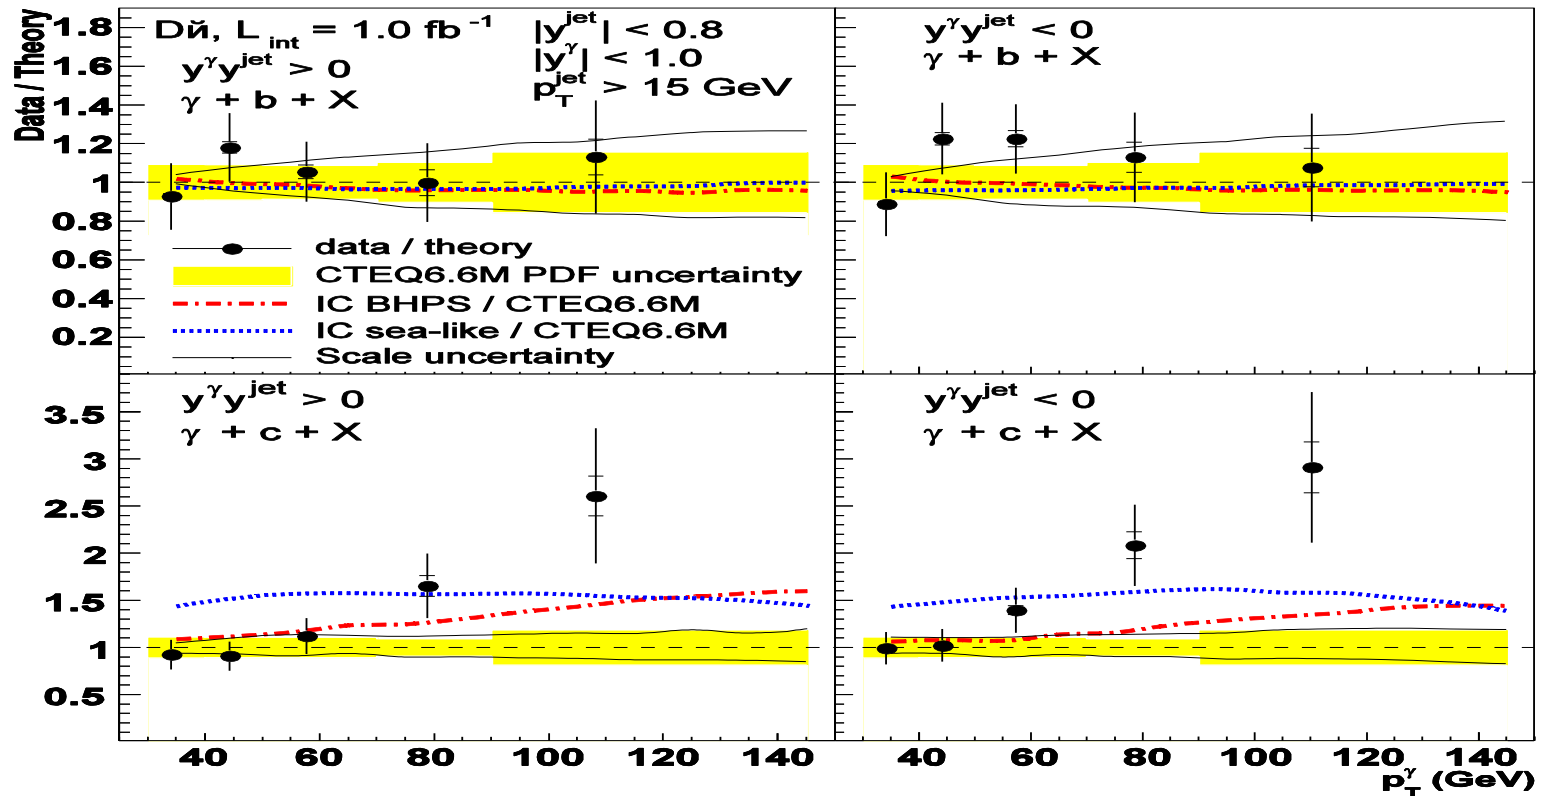 Data / Theory
1.8
1.6
1.4
1.2
1
0.8
0.6
0.4
0.2
Dй, L int = 1.0 fb -1
y^γ y^jet > 0
γ + b + X
|y^jet| < 0.8
|y^γ| < 1.0
p_T^jet > 15 GeV
data / theory
CTEQ6.6M PDF uncertainty
IC BHPS / CTEQ6.6M
IC sea-like / CTEQ6.6M
Scale uncertainty
y^γ y^jet < 0
γ + b + X
3.5
3
2.5
2
1.5
1
0.5
y^γ y^jet > 0
γ + c + X
y^γ y^jet < 0
γ + c + X
40 60 80 100 120 140
40 60 80 100 120 140
p_T^γ (GeV)